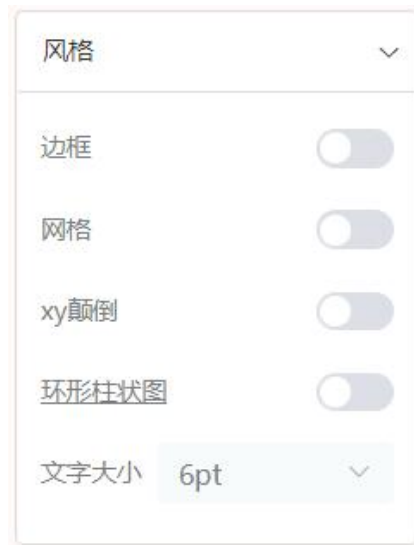 风格
边框
网格
xy颠倒
环形柱状图
文字大小 6pt